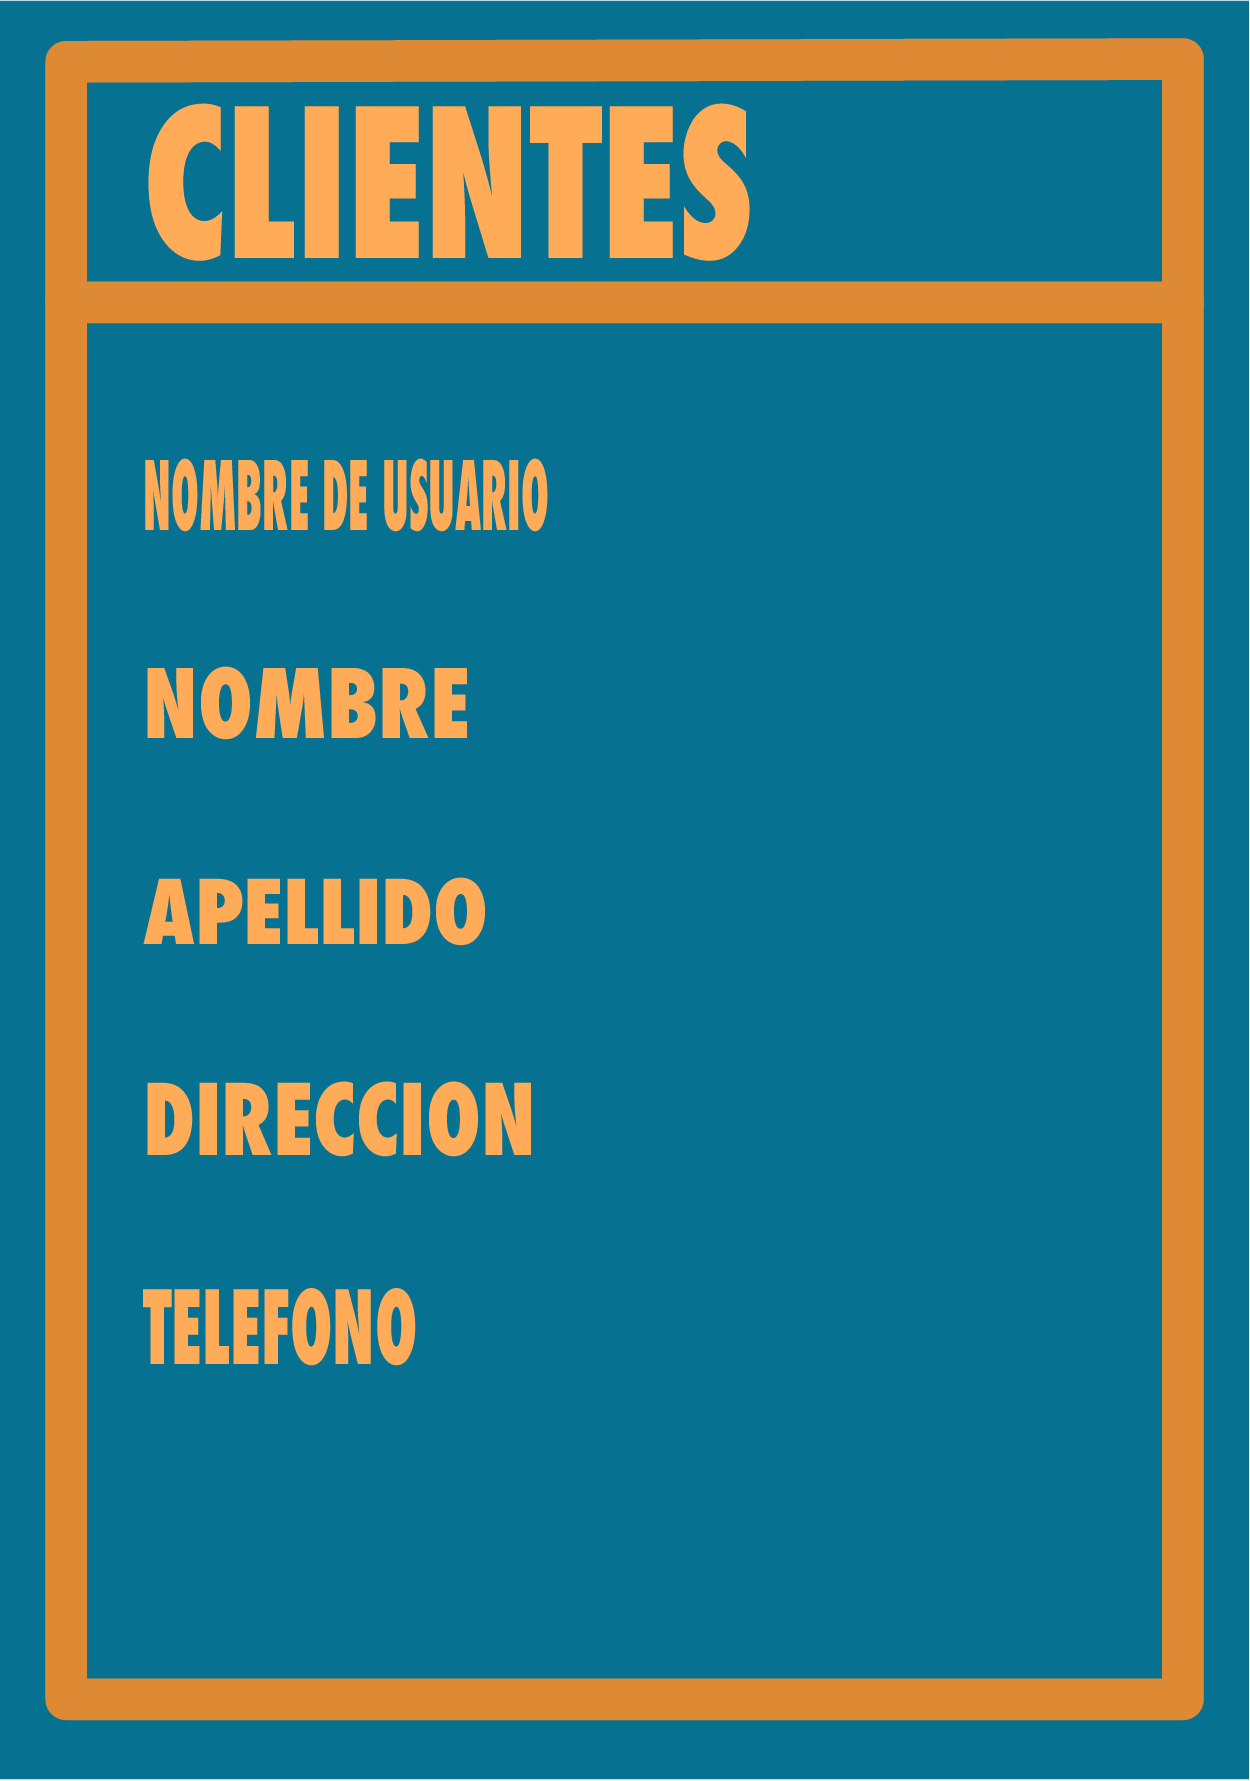 CLIENTES
NOMBRE DE USUARIO
NOMBRE
APELLIDO
DIRECCION
TELEFONO